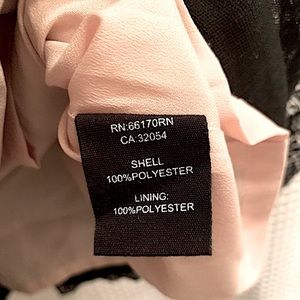 RN:66170RN
CA:32054
SHELL
100%POLYESTER
LINING:
100%POLYESTER